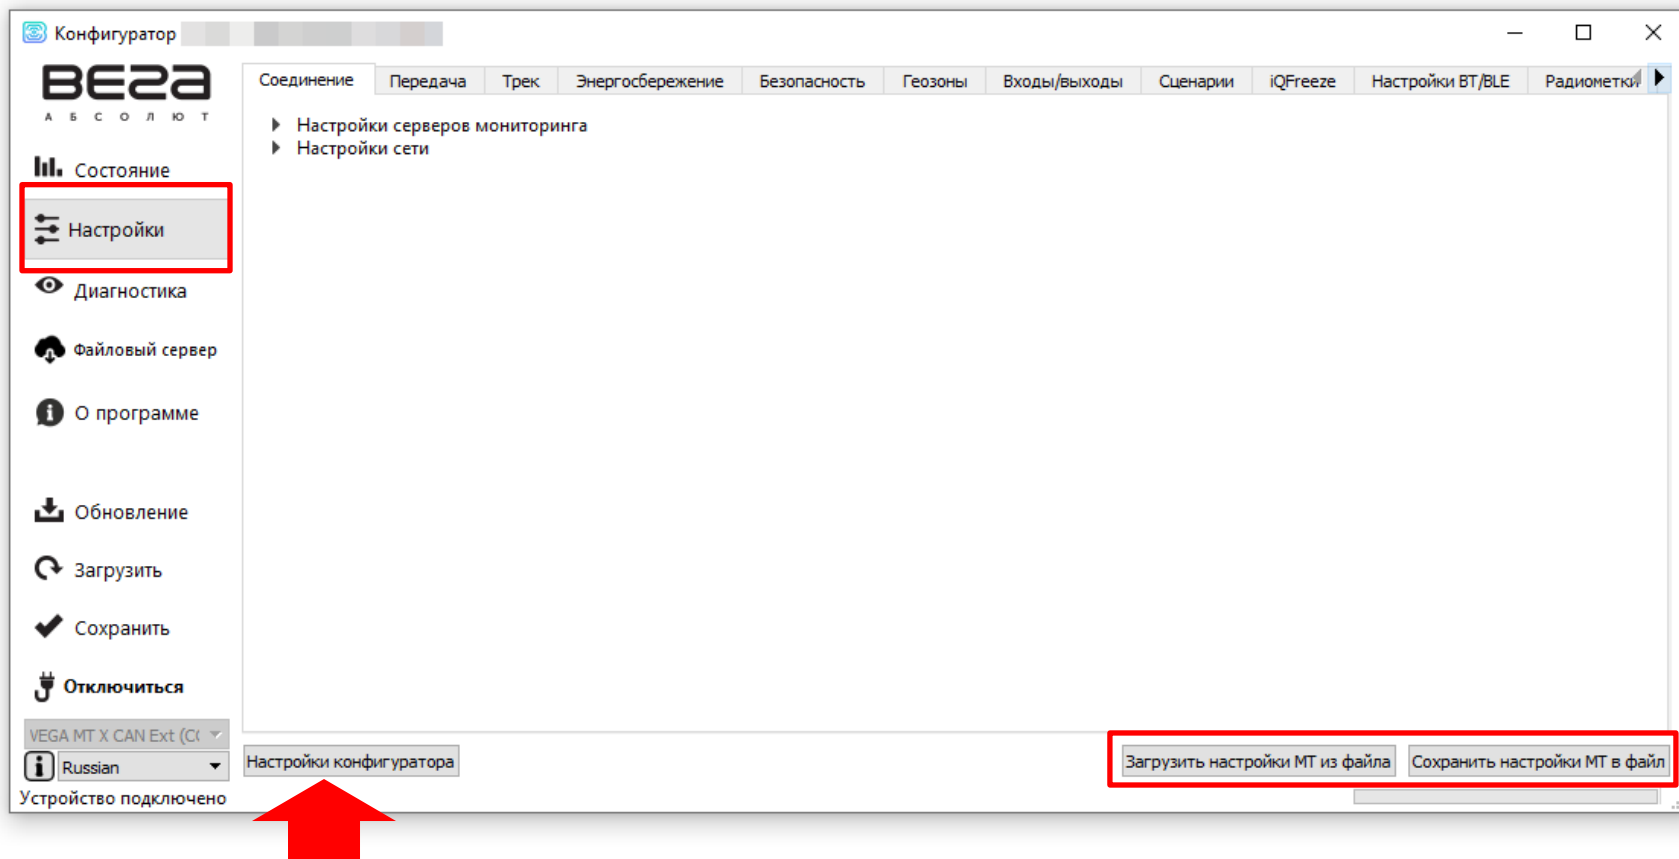 Конфигуратор
ВЕГА
АБСОЛЮТ
Состояние
Настройки
Диагностика
Файловый сервер
О программе
Обновление
Загрузить
Сохранить
Отключиться
VEGA MT X CAN Ext (C
Russian
Устройство подключено
Соединение Передача Трек Энергосбережение Безопасность Геозоны Входы/выходы Сценарии iQFreeze Настройки BT/BLE Радиометки
Настройки серверов мониторинга
Настройки сети
Настройки конфигуратора Загрузить настройки МТ из файла Сохранить настройки МТ в файл